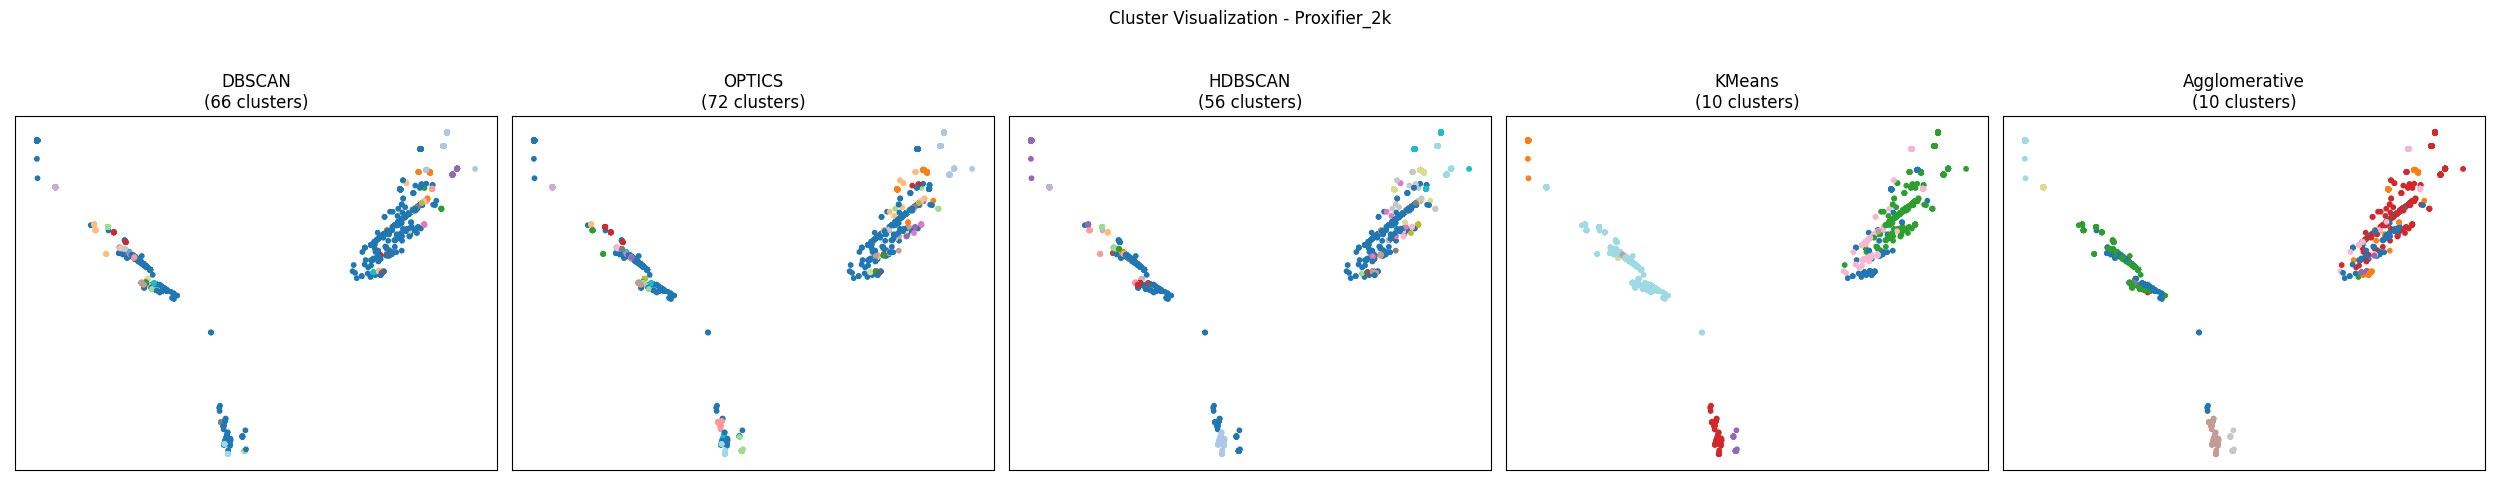 Cluster Visualization - Proxifier_2k
DBSCAN
(66 clusters)
OPTICS
(72 clusters)
HDBSCAN
(56 clusters)
KMeans
(10 clusters)
Agglomerative
(10 clusters)